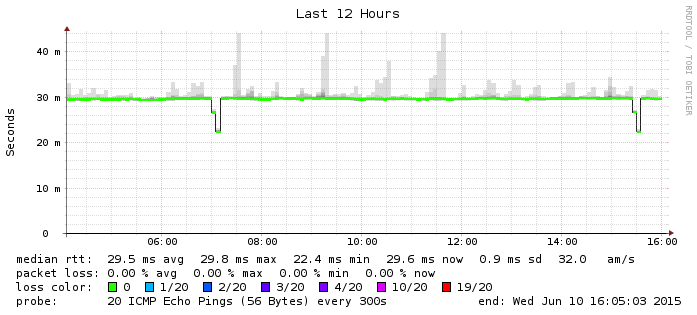 Last 12 Hours
RRDTOOL / TOBI OETIKER
Seconds
40 m
30 m
20 m
10 m
0
06:00 08:00 10:00 12:00 14:00 16:00
median rtt: 29.5 ms avg 29.8 ms max 22.4 ms min 29.6 ms now 0.9 ms sd 32.0 am/s
packet loss: 0.00 % avg 0.00 % max 0.00 % min 0.00 % now
loss color: 0 1/20 2/20 3/20 4/20 10/20 19/20
probe: 20 ICMP Echo Pings (56 Bytes) every 300s end: Wed Jun 10 16:05:03 2015